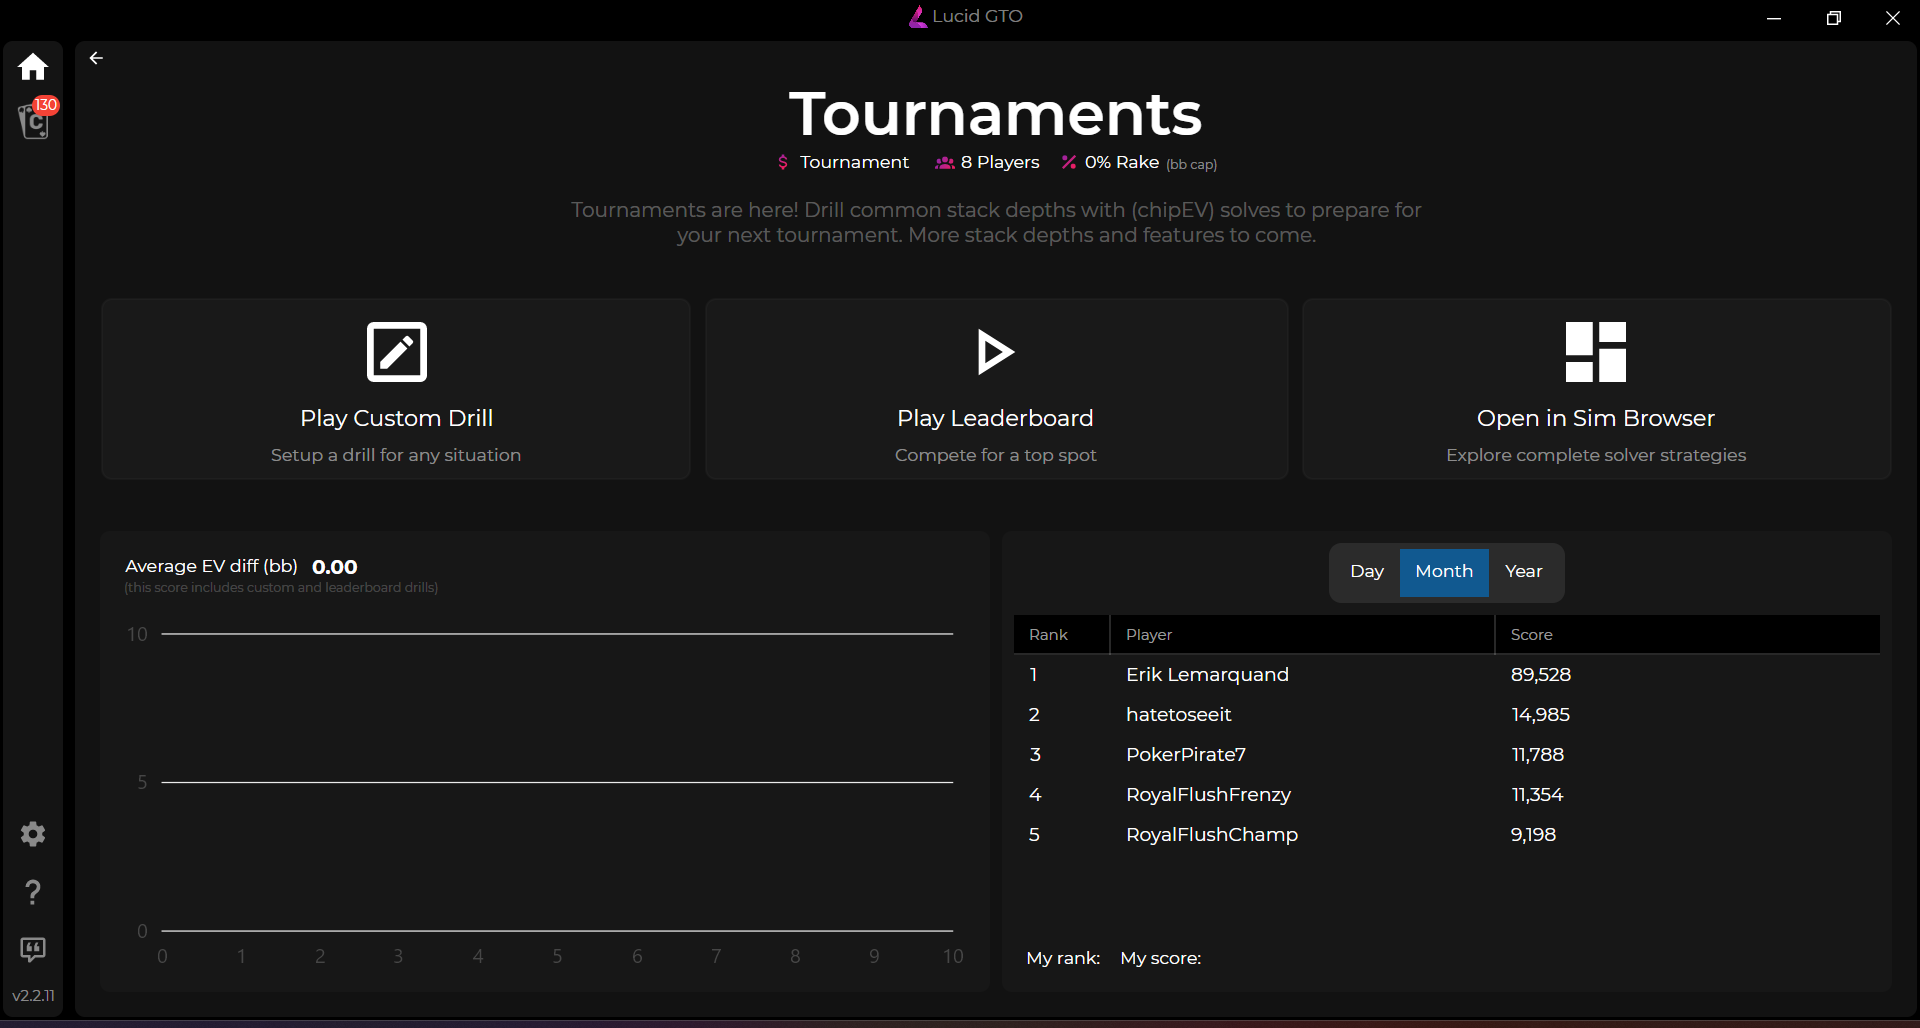 Lucid GTO
130
C
Tournaments
Tournament 8 Players 0% Rake (bb cap)
Tournaments are here! Drill common stack depths with (chipEV) solves to prepare for
your next tournament. More stack depths and features to come.
Play Custom Drill
Setup a drill for any situation
Play Leaderboard
Compete for a top spot
Open in Sim Browser
Explore complete solver strategies
Average EV diff (bb) 0.00
(this score includes custom and leaderboard drills)
10
5
0
0 1 2 3 4 5 6 7 8 9 10
Day Month Year
Rank Player Score
1 Erik Lemarquand 89,528
2 hatetoseeit 14,985
3 PokerPirate7 11,788
4 RoyalFlushFrenzy 11,354
5 RoyalFlushChamp 9,198
My rank: My score:
v2.2.11